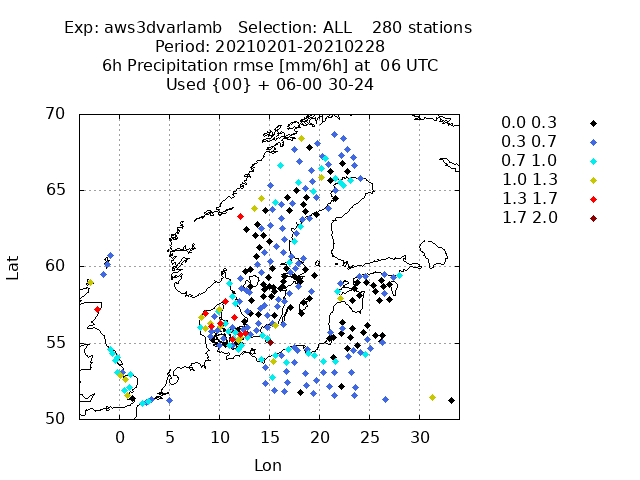 Exp: aws3dvarlamb Selection: ALL 280 stations
Period: 20210201-20210228
6h Precipitation rmse [mm/6h] at 06 UTC
Used {00} + 06-00 30-24
70
65
60
55
50
Lat
0 5 10 15 20 25 30
Lon
0.0 0.3
0.3 0.7
0.7 1.0
1.0 1.3
1.3 1.7
1.7 2.0